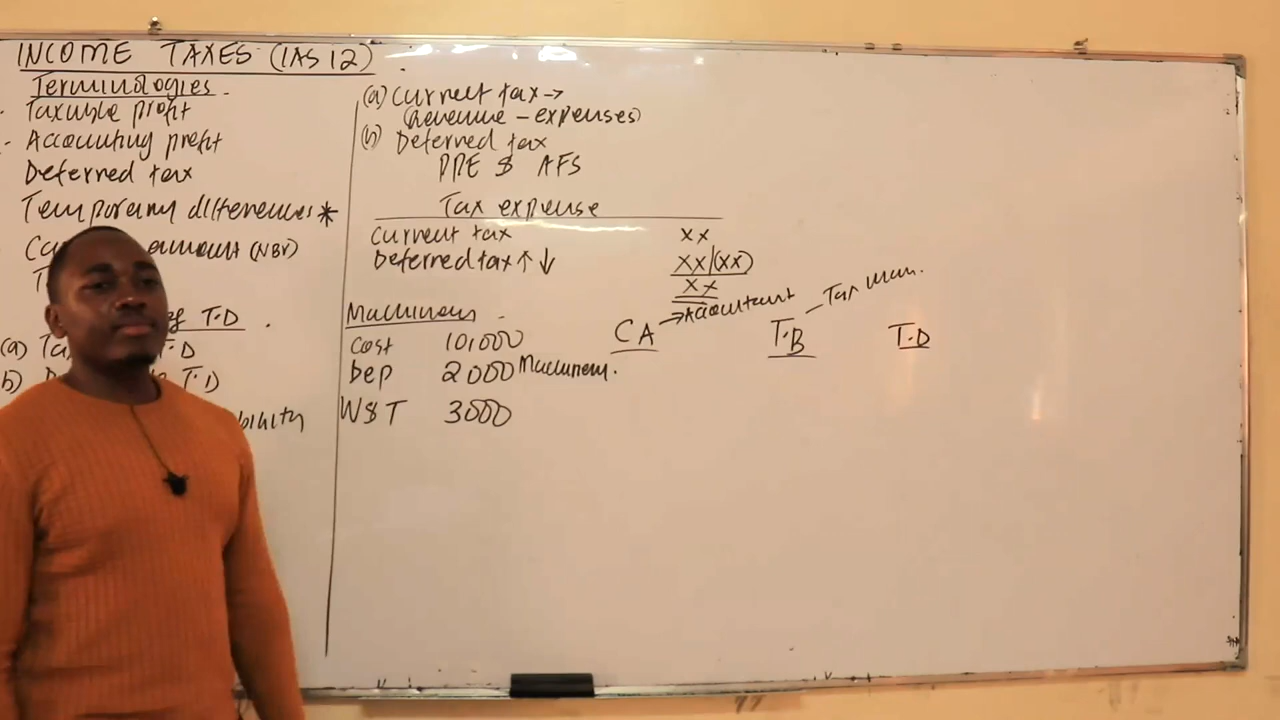 INCOME TAXES (IAS 12)
Terminologies
Taxable profit
Accounting profit
Deferred tax
Temporary differences *
amount (NBV)
of T.D
(a) Ta T.D
b) T.D
(a) Current tax →
(Revenue - expenses)
(b) Deferred tax
PPE $ AFS
Tax expense
Current tax xx
Deferred tax ↑ ↓ xx/(xx)
xx
Machinery
Cost 10,000
Dep 2000 Machinery.
W&T 3000
CA → Accountant
T.B - Tax man.
T.D